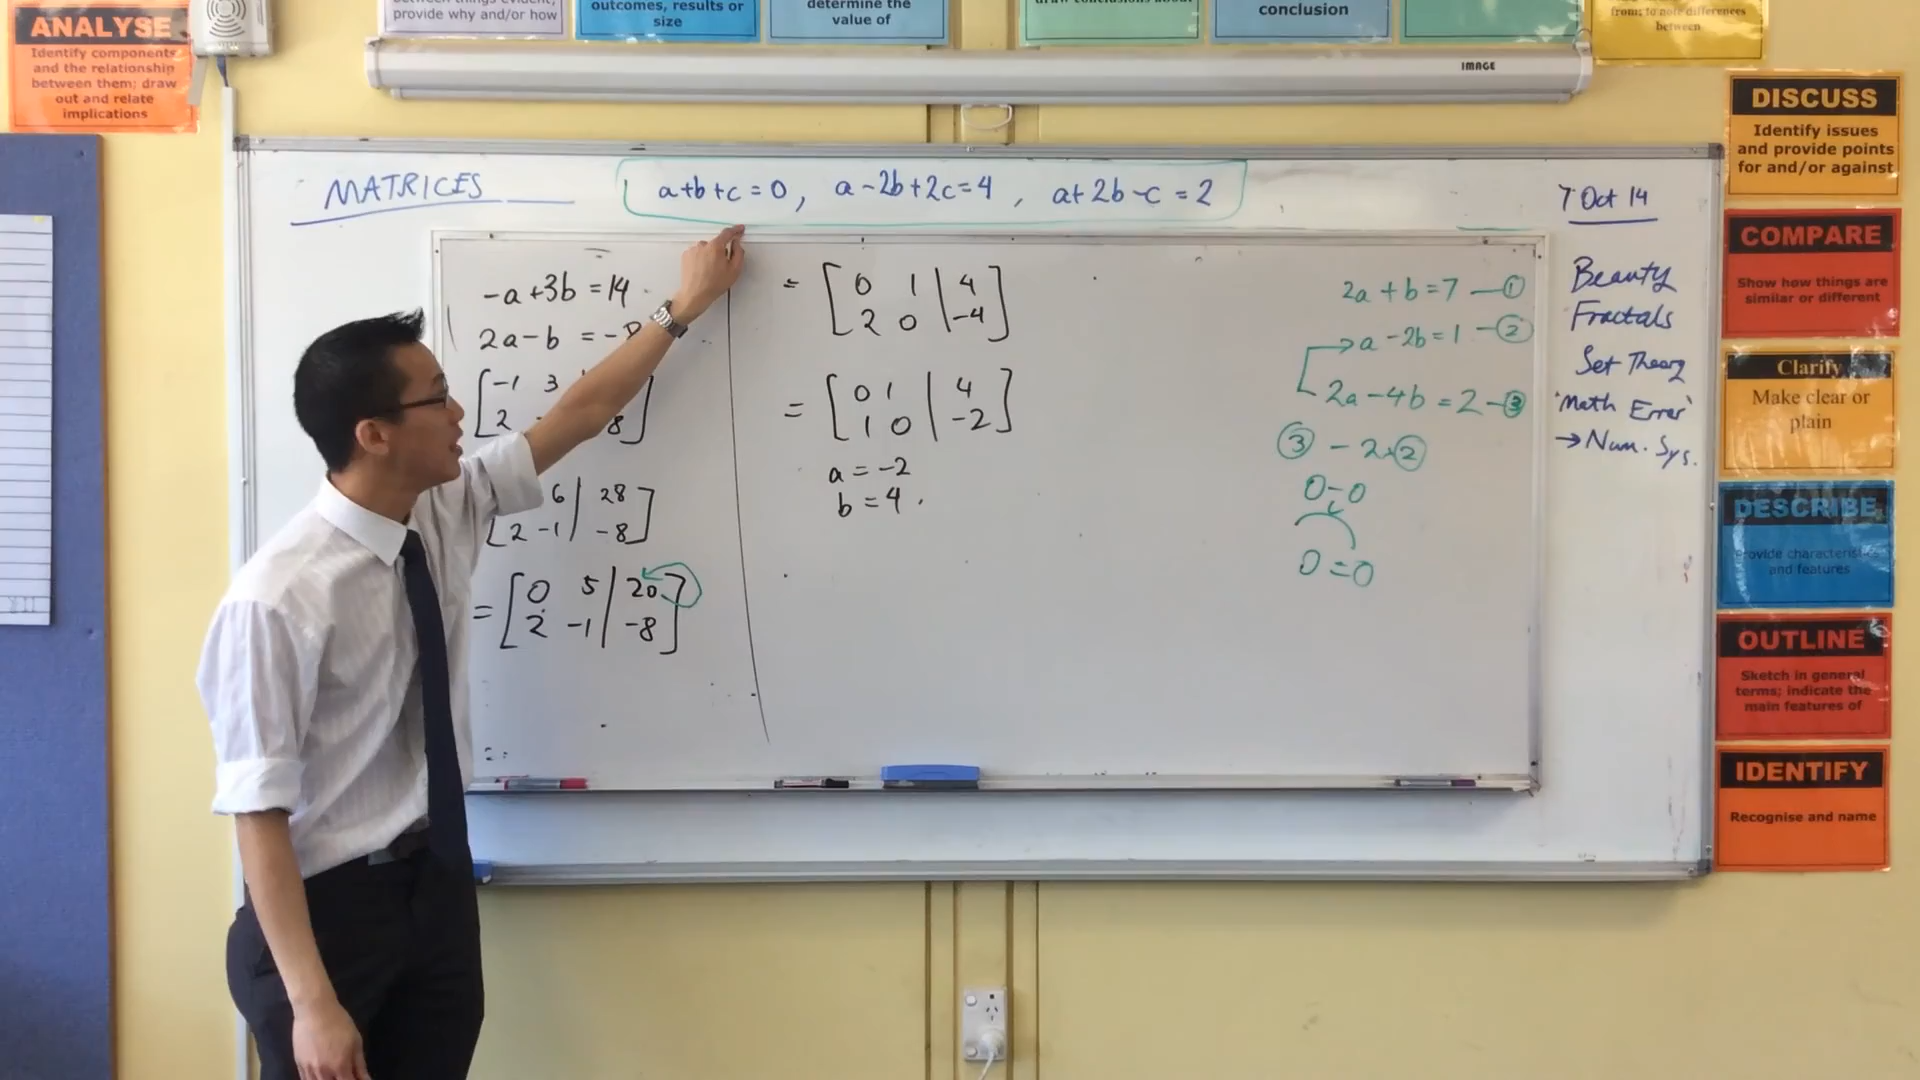 ANALYSE
Identify components
and the relationship
between them; draw
out and relate
implications
provide why and/or how
outcomes, results or
size
determine the
value of
conclusion
from; to note differences
between
IMAGE
MATRICES
a+b+c=0, a-2b+2c=4, a+2b-c=2
7 Oct 14
-a+3b=14
2a-b=-8
[-1 3
2 8]
6 | 28]
[2 -1 | -8]
= [0 5 | 20]
[2 -1 | -8]
= [0 1 | 4]
[2 0 | -4]
= [0 1 | 4]
[1 0 | -2]
a = -2
b = 4
2a+b=7 —①
a-2b=1 —②
2a-4b=2 —③
③ - 2×②
0-0
0=0
Beauty
Fractals
Set Theory
'Math Error'
→ Num. Sys.
DISCUSS
Identify issues
and provide points
for and/or against
COMPARE
Show how things are
similar or different
Clarify
Make clear or
plain
DESCRIBE
Provide characteristics
and features
OUTLINE
Sketch in general
terms; indicate the
main features of
IDENTIFY
Recognise and name